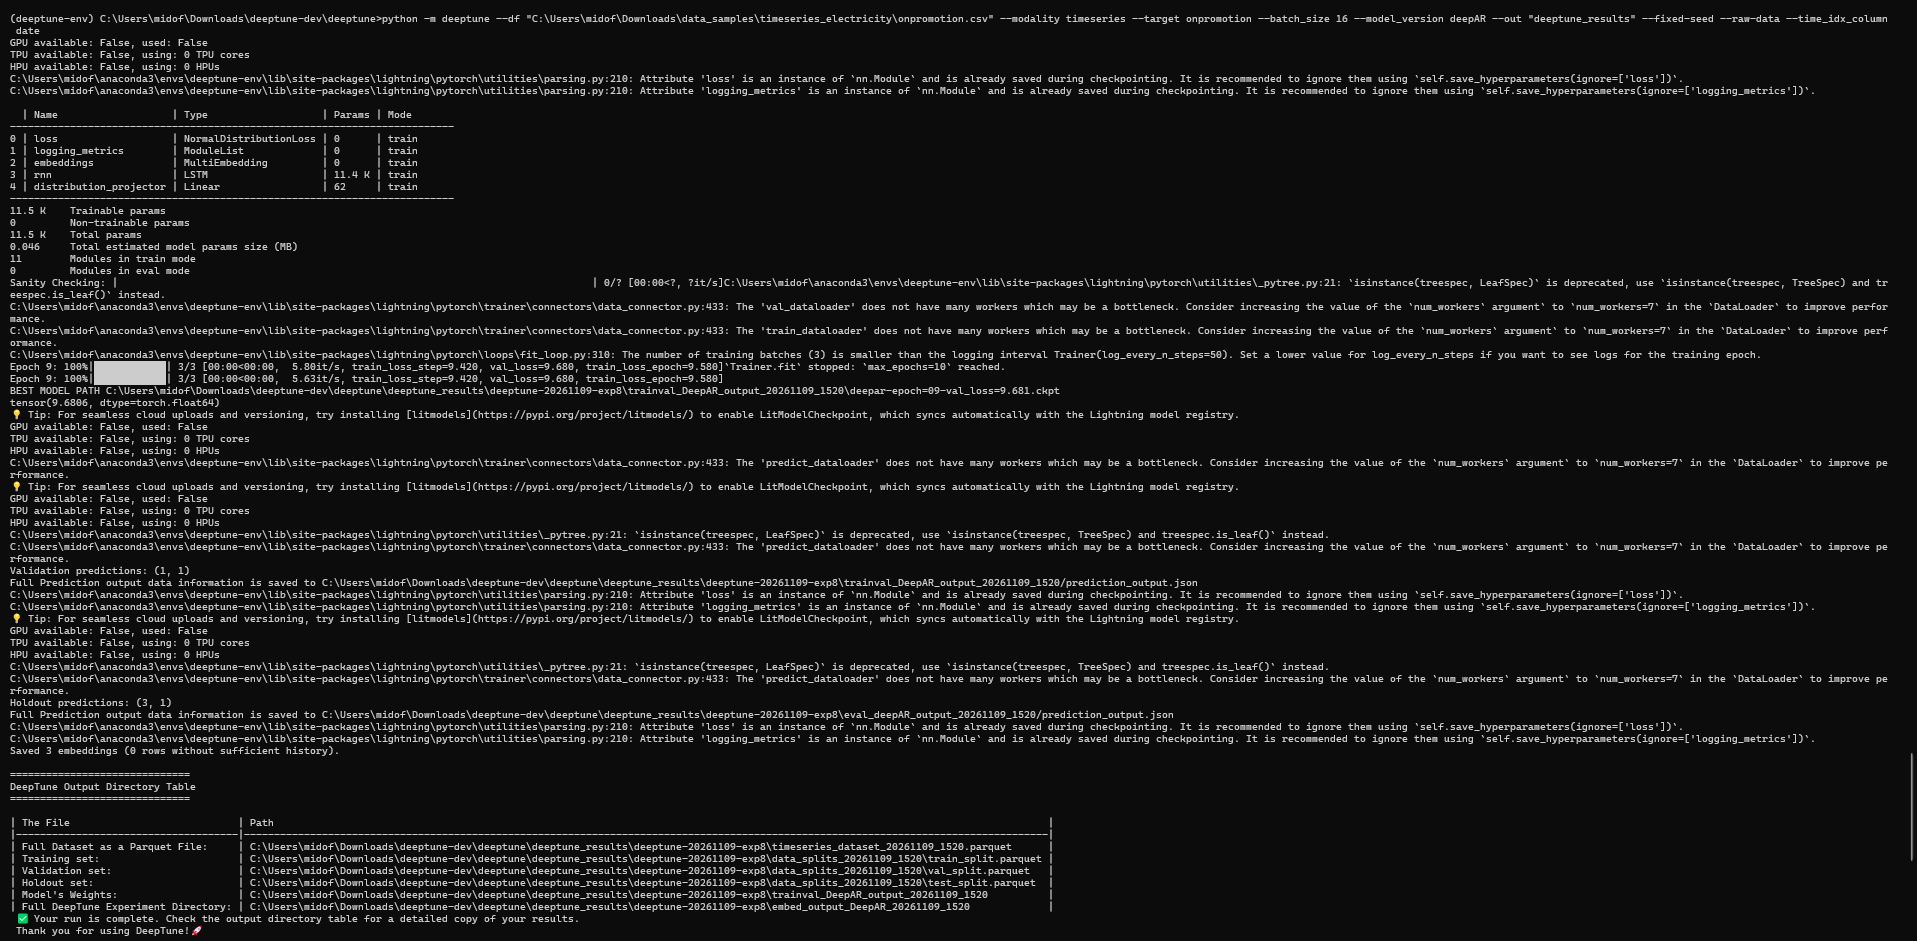 (deeptune-env) C:\Users\midof\Downloads\deeptune-dev\deeptune>python -m deeptune --df "C:\Users\midof\Downloads\data_samples\timeseries_electricity\onpromotion.csv" --modality timeseries --target onpromotion --batch_size 16 --model_version deepAR --out "deeptune_results" --fixed-seed --raw-data --time_idx_column
date
GPU available: False, used: False
TPU available: False, using: 0 TPU cores
HPU available: False, using: 0 HPUs
C:\Users\midof\anaconda3\envs\deeptune-env\lib\site-packages\lightning\pytorch\utilities\parsing.py:210: Attribute 'loss' is an instance of `nn.Module` and is already saved during checkpointing. It is recommended to ignore them using `self.save_hyperparameters(ignore=['loss'])`.
C:\Users\midof\anaconda3\envs\deeptune-env\lib\site-packages\lightning\pytorch\utilities\parsing.py:210: Attribute 'logging_metrics' is an instance of `nn.Module` and is already saved during checkpointing. It is recommended to ignore them using `self.save_hyperparameters(ignore=['logging_metrics'])`.
| Name | Type | Params | Mode
0 | loss | NormalDistributionLoss | 0 | train
1 | logging_metrics | ModuleList | 0 | train
2 | embeddings | MultiEmbedding | 0 | train
3 | rnn | LSTM | 11.4 K | train
4 | distribution_projector | Linear | 62 | train
11.5 K Trainable params
0 Non-trainable params
11.5 K Total params
0.046 Total estimated model params size (MB)
11 Modules in train mode
0 Modules in eval mode
Sanity Checking: | | 0/? [00:00<?, ?it/s]C:\Users\midof\anaconda3\envs\deeptune-env\lib\site-packages\lightning\pytorch\utilities\_pytree.py:21: `isinstance(treespec, LeafSpec)` is deprecated, use `isinstance(treespec, TreeSpec) and tr
eespec.is_leaf()` instead.
C:\Users\midof\anaconda3\envs\deeptune-env\lib\site-packages\lightning\pytorch\trainer\connectors\data_connector.py:433: The 'val_dataloader' does not have many workers which may be a bottleneck. Consider increasing the value of the `num_workers` argument` to `num_workers=7` in the `DataLoader` to improve perfor
mance.
C:\Users\midof\anaconda3\envs\deeptune-env\lib\site-packages\lightning\pytorch\trainer\connectors\data_connector.py:433: The 'train_dataloader' does not have many workers which may be a bottleneck. Consider increasing the value of the `num_workers` argument` to `num_workers=7` in the `DataLoader` to improve perf
ormance.
C:\Users\midof\anaconda3\envs\deeptune-env\lib\site-packages\lightning\pytorch\loops\fit_loop.py:310: The number of training batches (3) is smaller than the logging interval Trainer(log_every_n_steps=50). Set a lower value for log_every_n_steps if you want to see logs for the training epoch.
Epoch 9: 100%| | 3/3 [00:00<00:00, 5.80it/s, train_loss_step=9.420, val_loss=9.680, train_loss_epoch=9.580]`Trainer.fit` stopped: `max_epochs=10` reached.
Epoch 9: 100%| | 3/3 [00:00<00:00, 5.63it/s, train_loss_step=9.420, val_loss=9.680, train_loss_epoch=9.580]
BEST MODEL PATH C:\Users\midof\Downloads\deeptune-dev\deeptune\deeptune_results\deeptune-20261109-exp8\trainval_DeepAR_output_20261109_1520\deepar-epoch=09-val_loss=9.681.ckpt
tensor(9.6806, dtype=torch.float64)
💡 Tip: For seamless cloud uploads and versioning, try installing [litmodels](https://pypi.org/project/litmodels/) to enable LitModelCheckpoint, which syncs automatically with the Lightning model registry.
GPU available: False, used: False
TPU available: False, using: 0 TPU cores
HPU available: False, using: 0 HPUs
C:\Users\midof\anaconda3\envs\deeptune-env\lib\site-packages\lightning\pytorch\trainer\connectors\data_connector.py:433: The 'predict_dataloader' does not have many workers which may be a bottleneck. Consider increasing the value of the `num_workers` argument` to `num_workers=7` in the `DataLoader` to improve pe
rformance.
💡 Tip: For seamless cloud uploads and versioning, try installing [litmodels](https://pypi.org/project/litmodels/) to enable LitModelCheckpoint, which syncs automatically with the Lightning model registry.
GPU available: False, used: False
TPU available: False, using: 0 TPU cores
HPU available: False, using: 0 HPUs
C:\Users\midof\anaconda3\envs\deeptune-env\lib\site-packages\lightning\pytorch\utilities\_pytree.py:21: `isinstance(treespec, LeafSpec)` is deprecated, use `isinstance(treespec, TreeSpec) and treespec.is_leaf()` instead.
C:\Users\midof\anaconda3\envs\deeptune-env\lib\site-packages\lightning\pytorch\trainer\connectors\data_connector.py:433: The 'predict_dataloader' does not have many workers which may be a bottleneck. Consider increasing the value of the `num_workers` argument` to `num_workers=7` in the `DataLoader` to improve pe
rformance.
Validation predictions: (1, 1)
Full Prediction output data information is saved to C:\Users\midof\Downloads\deeptune-dev\deeptune\deeptune_results\deeptune-20261109-exp8\trainval_DeepAR_output_20261109_1520/prediction_output.json
C:\Users\midof\anaconda3\envs\deeptune-env\lib\site-packages\lightning\pytorch\utilities\parsing.py:210: Attribute 'loss' is an instance of `nn.Module` and is already saved during checkpointing. It is recommended to ignore them using `self.save_hyperparameters(ignore=['loss'])`.
C:\Users\midof\anaconda3\envs\deeptune-env\lib\site-packages\lightning\pytorch\utilities\parsing.py:210: Attribute 'logging_metrics' is an instance of `nn.Module` and is already saved during checkpointing. It is recommended to ignore them using `self.save_hyperparameters(ignore=['logging_metrics'])`.
💡 Tip: For seamless cloud uploads and versioning, try installing [litmodels](https://pypi.org/project/litmodels/) to enable LitModelCheckpoint, which syncs automatically with the Lightning model registry.
GPU available: False, used: False
TPU available: False, using: 0 TPU cores
HPU available: False, using: 0 HPUs
C:\Users\midof\anaconda3\envs\deeptune-env\lib\site-packages\lightning\pytorch\utilities\_pytree.py:21: `isinstance(treespec, LeafSpec)` is deprecated, use `isinstance(treespec, TreeSpec) and treespec.is_leaf()` instead.
C:\Users\midof\anaconda3\envs\deeptune-env\lib\site-packages\lightning\pytorch\trainer\connectors\data_connector.py:433: The 'predict_dataloader' does not have many workers which may be a bottleneck. Consider increasing the value of the `num_workers` argument` to `num_workers=7` in the `DataLoader` to improve pe
rformance.
Holdout predictions: (3, 1)
Full Prediction output data information is saved to C:\Users\midof\Downloads\deeptune-dev\deeptune\deeptune_results\deeptune-20261109-exp8\eval_deepAR_output_20261109_1520/prediction_output.json
C:\Users\midof\anaconda3\envs\deeptune-env\lib\site-packages\lightning\pytorch\utilities\parsing.py:210: Attribute 'loss' is an instance of `nn.Module` and is already saved during checkpointing. It is recommended to ignore them using `self.save_hyperparameters(ignore=['loss'])`.
C:\Users\midof\anaconda3\envs\deeptune-env\lib\site-packages\lightning\pytorch\utilities\parsing.py:210: Attribute 'logging_metrics' is an instance of `nn.Module` and is already saved during checkpointing. It is recommended to ignore them using `self.save_hyperparameters(ignore=['logging_metrics'])`.
Saved 3 embeddings (0 rows without sufficient history).
==============================
DeepTune Output Directory Table
==============================
| The File | Path |
| Full Dataset as a Parquet File: | C:\Users\midof\Downloads\deeptune-dev\deeptune\deeptune_results\deeptune-20261109-exp8\timeseries_dataset_20261109_1520.parquet |
| Training set: | C:\Users\midof\Downloads\deeptune-dev\deeptune\deeptune_results\deeptune-20261109-exp8\data_splits_20261109_1520\train_split.parquet |
| Validation set: | C:\Users\midof\Downloads\deeptune-dev\deeptune\deeptune_results\deeptune-20261109-exp8\data_splits_20261109_1520\val_split.parquet |
| Holdout set: | C:\Users\midof\Downloads\deeptune-dev\deeptune\deeptune_results\deeptune-20261109-exp8\data_splits_20261109_1520\test_split.parquet |
| Model's Weights: | C:\Users\midof\Downloads\deeptune-dev\deeptune\deeptune_results\deeptune-20261109-exp8\trainval_DeepAR_output_20261109_1520 |
| Full DeepTune Experiment Directory: | C:\Users\midof\Downloads\deeptune-dev\deeptune\deeptune_results\deeptune-20261109-exp8\embed_output_DeepAR_20261109_1520 |
✅ Your run is complete. Check the output directory table for a detailed copy of your results.
Thank you for using DeepTune!🚀